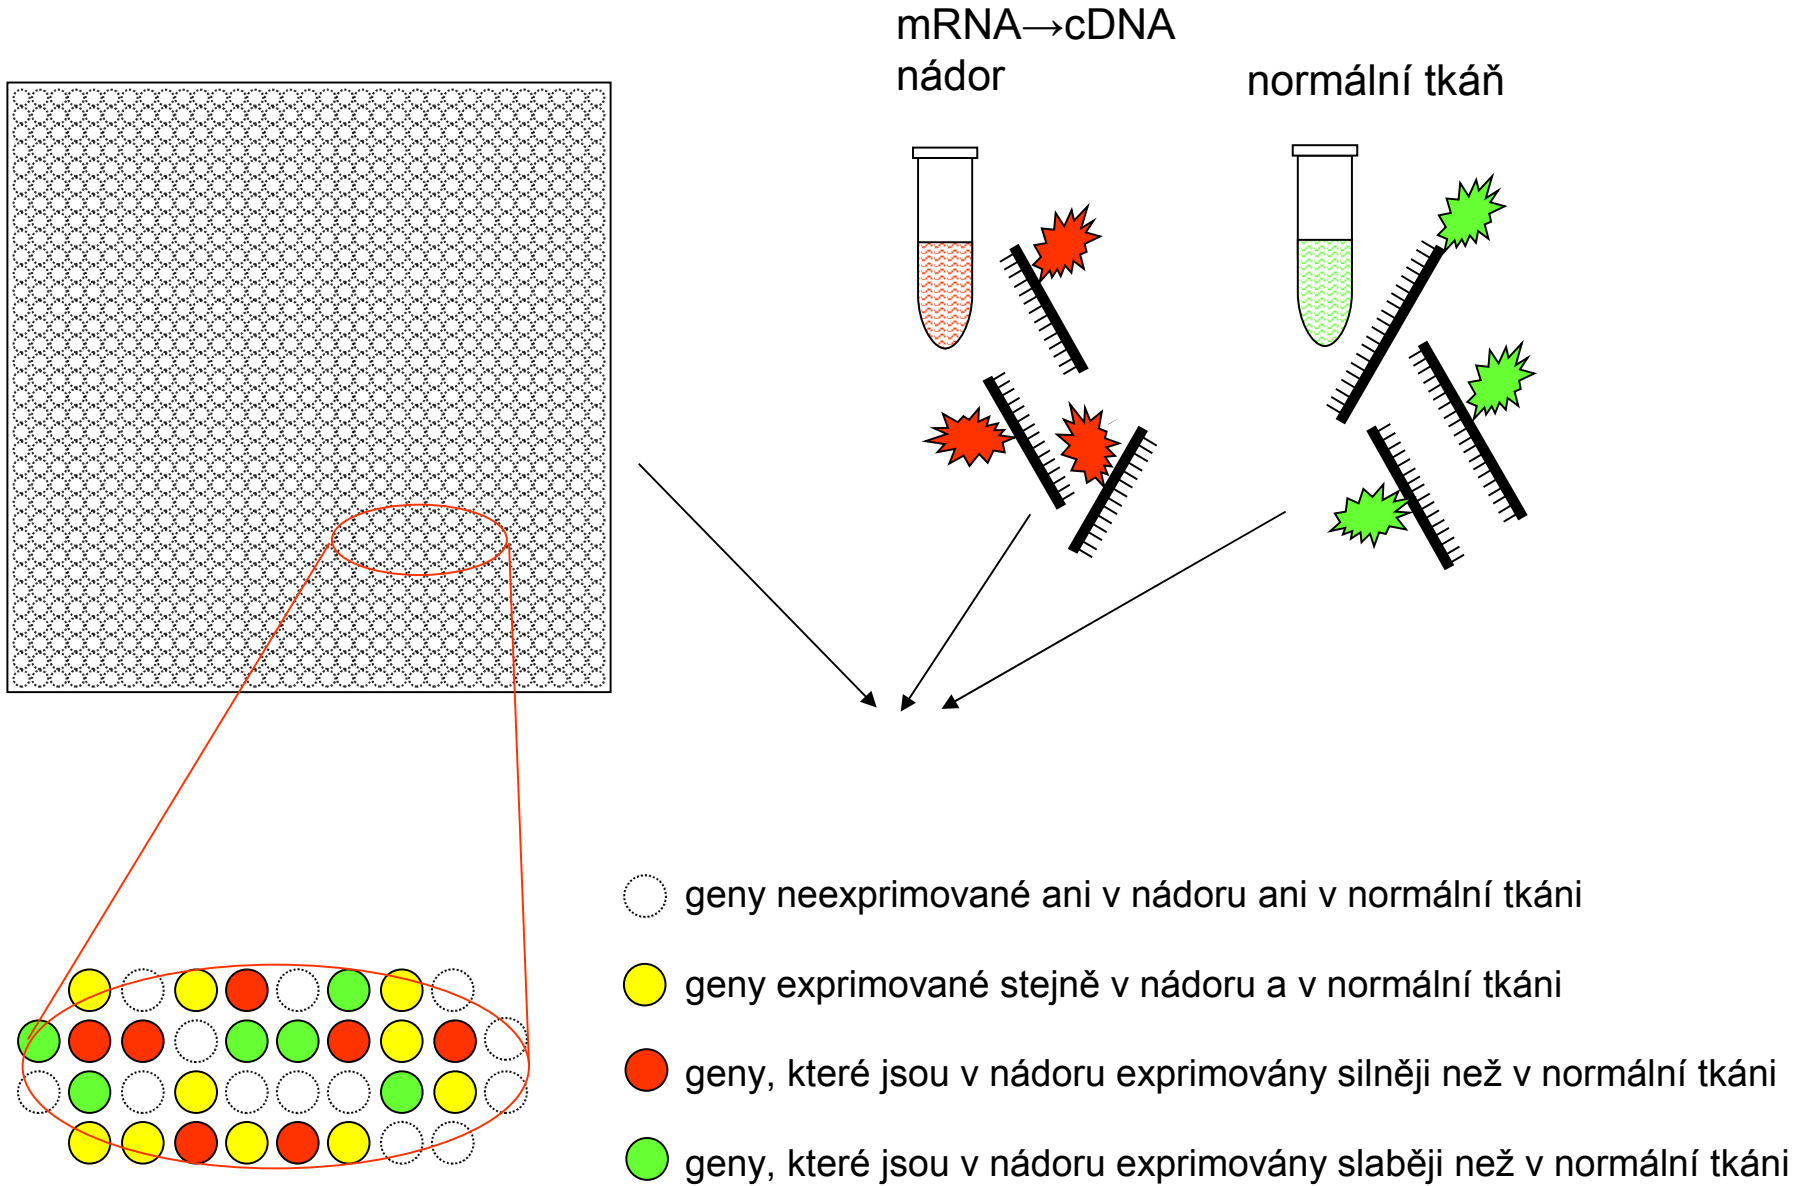 mRNA→cDNA
nádor
normální tkáň
geny neexprimované ani v nádoru ani v normální tkáni
geny exprimované stejně v nádoru a v normální tkáni
geny, které jsou v nádoru exprimovány silněji než v normální tkáni
geny, které jsou v nádoru exprimovány slaběji než v normální tkáni